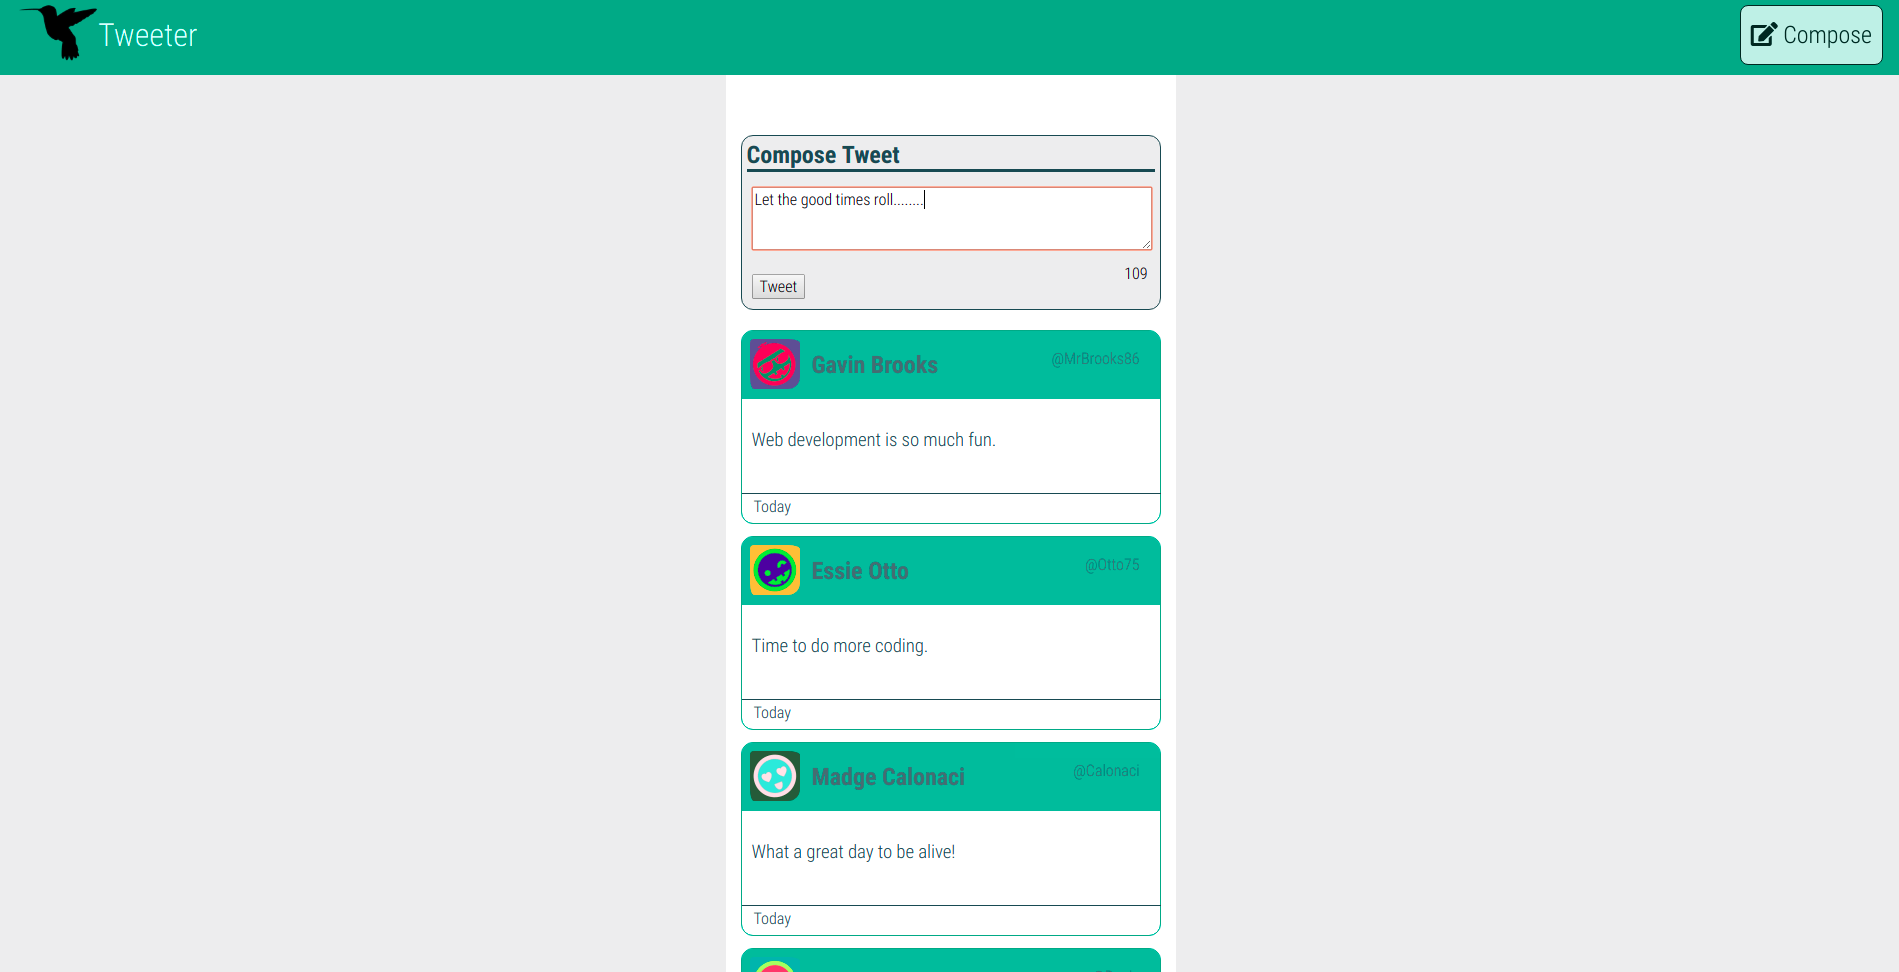 Tweeter
Compose
Compose Tweet
Let the good times roll........
109
Tweet
Gavin Brooks
@MrBrooks86
Web development is so much fun.
Today
Essie Otto
@Otto75
Time to do more coding.
Today
Madge Calonaci
@Calonaci
What a great day to be alive!
Today